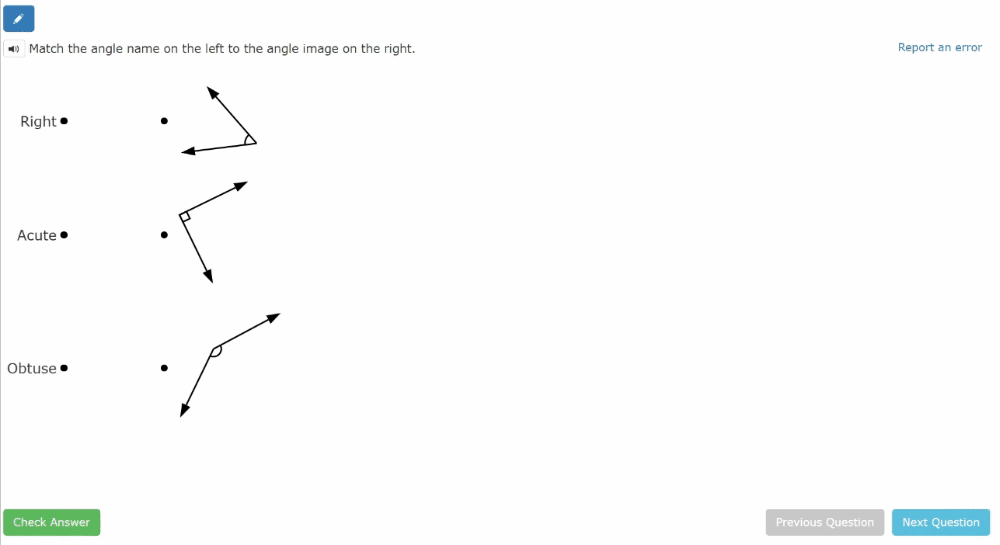 Match the angle name on the left to the angle image on the right.
Report an error
Right
Acute
Obtuse
Check Answer
Previous Question
Next Question